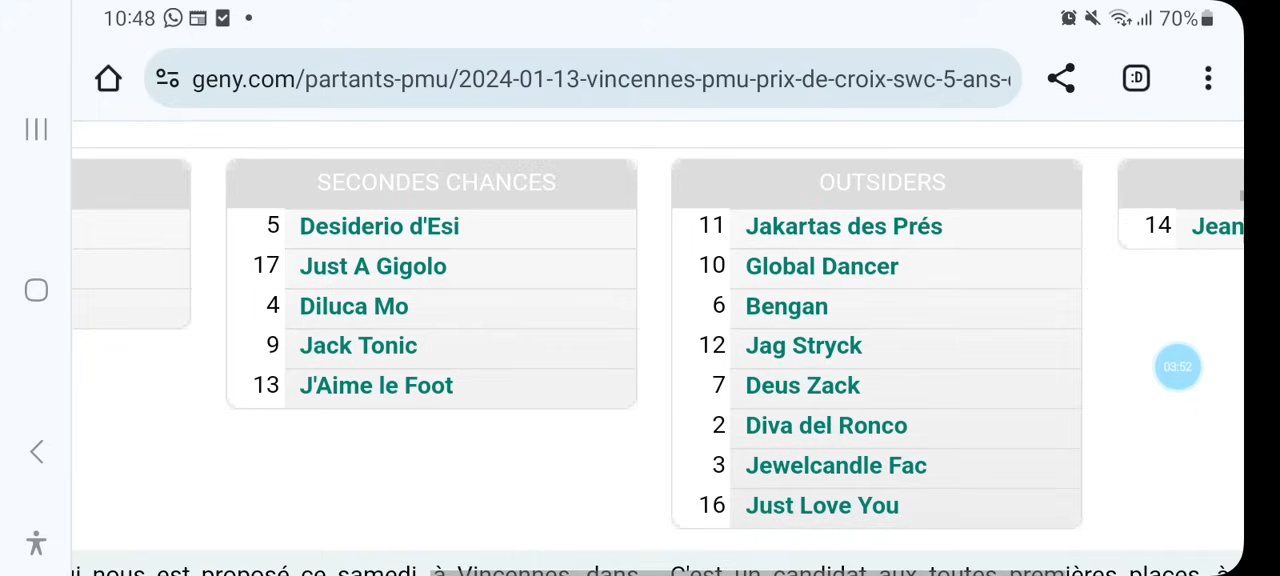 10:48
70%
geny.com/partants-pmu/2024-01-13-vincennes-pmu-prix-de-croix-swc-5-ans-
:D
SECONDES CHANCES
5 Desiderio d'Esi
17 Just A Gigolo
4 Diluca Mo
9 Jack Tonic
13 J'Aime le Foot
OUTSIDERS
11 Jakartas des Prés
10 Global Dancer
6 Bengan
12 Jag Stryck
7 Deus Zack
2 Diva del Ronco
3 Jewelcandle Fac
16 Just Love You
14 Jean
03:52
nous est proposé ce samedi à Vincennes, dans
C'est un candidat aux toutes premières places, à